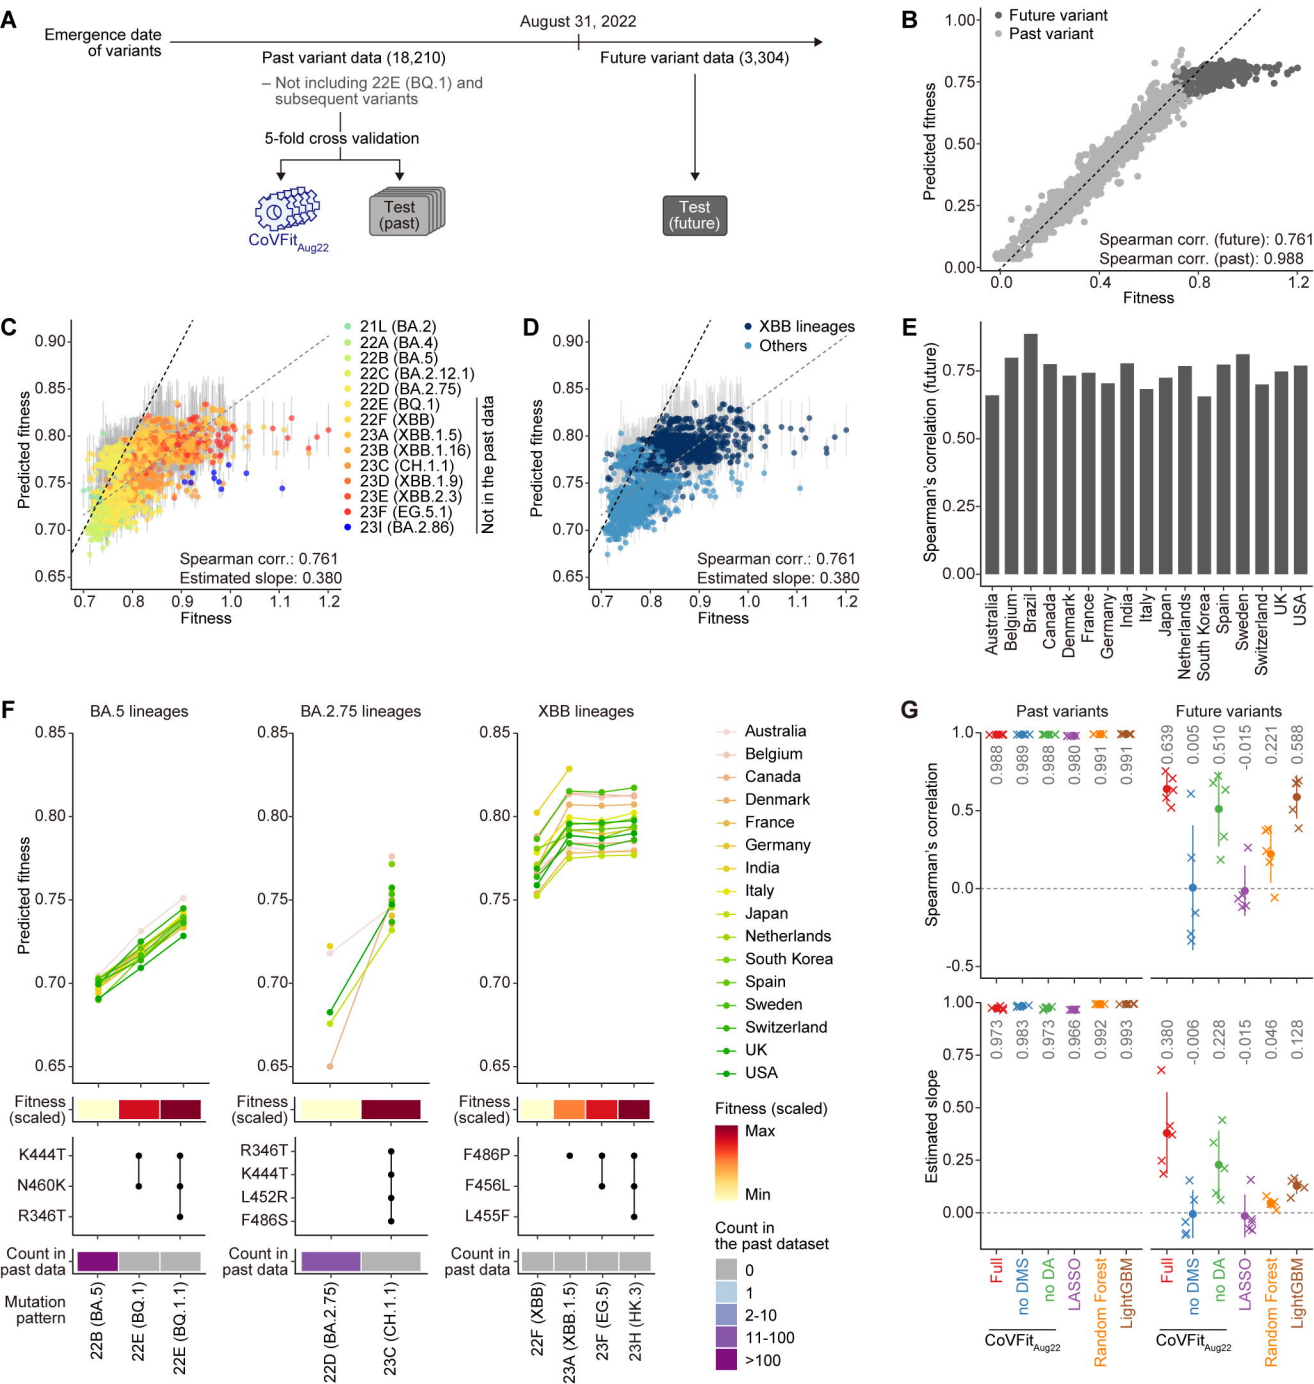 A
August 31, 2022
Emergence date
of variants
Past variant data (18,210)
Future variant data (3,304)
– Not including 22E (BQ.1) and
subsequent variants
5-fold cross validation
CoVFitAug22
Test
(past)
Test
(future)
B
Future variant
Past variant
Predicted fitness
1.00
0.75
0.50
0.25
0.00
Spearman corr. (future): 0.761
Spearman corr. (past): 0.988
0.0
0.4
0.8
1.2
Fitness
C
Predicted fitness
0.90
0.85
0.80
0.75
0.70
0.65
Spearman corr.: 0.761
Estimated slope: 0.380
0.7
0.8
0.9
1.0
1.1
1.2
Fitness
21L (BA.2)
22A (BA.4)
22B (BA.5)
22C (BA.2.12.1)
22D (BA.2.75)
22E (BQ.1)
22F (XBB)
23A (XBB.1.5)
23B (XBB.1.16)
23C (CH.1.1)
23D (XBB.1.9)
23E (XBB.2.3)
23F (EG.5.1)
23I (BA.2.86)
Not in the past data
D
XBB lineages
Others
Predicted fitness
0.90
0.85
0.80
0.75
0.70
0.65
Spearman corr.: 0.761
Estimated slope: 0.380
0.7
0.8
0.9
1.0
1.1
1.2
Fitness
E
Spearman's correlation (future)
0.75
0.50
0.25
0.00
Australia
Belgium
Brazil
Canada
Denmark
France
Germany
India
Italy
Japan
Netherlands
South Korea
Spain
Sweden
Switzerland
UK
USA
F
BA.5 lineages
BA.2.75 lineages
XBB lineages
Predicted fitness
0.85
0.80
0.75
0.70
0.65
0.85
0.80
0.75
0.70
0.65
0.85
0.80
0.75
0.70
0.65
Australia
Belgium
Canada
Denmark
France
Germany
India
Italy
Japan
Netherlands
South Korea
Spain
Sweden
Switzerland
UK
USA
Fitness
(scaled)
Fitness
(scaled)
Fitness
(scaled)
K444T
N460K
R346T
R346T
K444T
L452R
F486S
F486P
F456L
L455F
Count in
past data
Count in
past data
Count in
past data
Mutation
pattern
22B (BA.5)
22E (BQ.1)
22E (BQ.1.1)
22D (BA.2.75)
23C (CH.1.1)
22F (XBB)
23A (XBB.1.5)
23F (EG.5)
23H (HK.3)
Fitness (scaled)
Max
Min
Count in
the past dataset
0
1
2-10
11-100
>100
G
Past variants
Future variants
Spearman's correlation
1.0
0.5
0.0
-0.5
0.988
0.989
0.988
0.980
0.991
0.991
0.639
0.005
0.510
-0.015
0.221
0.588
Estimated slope
1.00
0.75
0.50
0.25
0.00
0.973
0.983
0.973
0.966
0.992
0.993
0.380
-0.006
0.228
-0.015
0.046
0.128
Full
no DMS
no DA
LASSO
Random Forest
LightGBM
Full
no DMS
no DA
LASSO
Random Forest
LightGBM
CoVFitAug22
CoVFitAug22